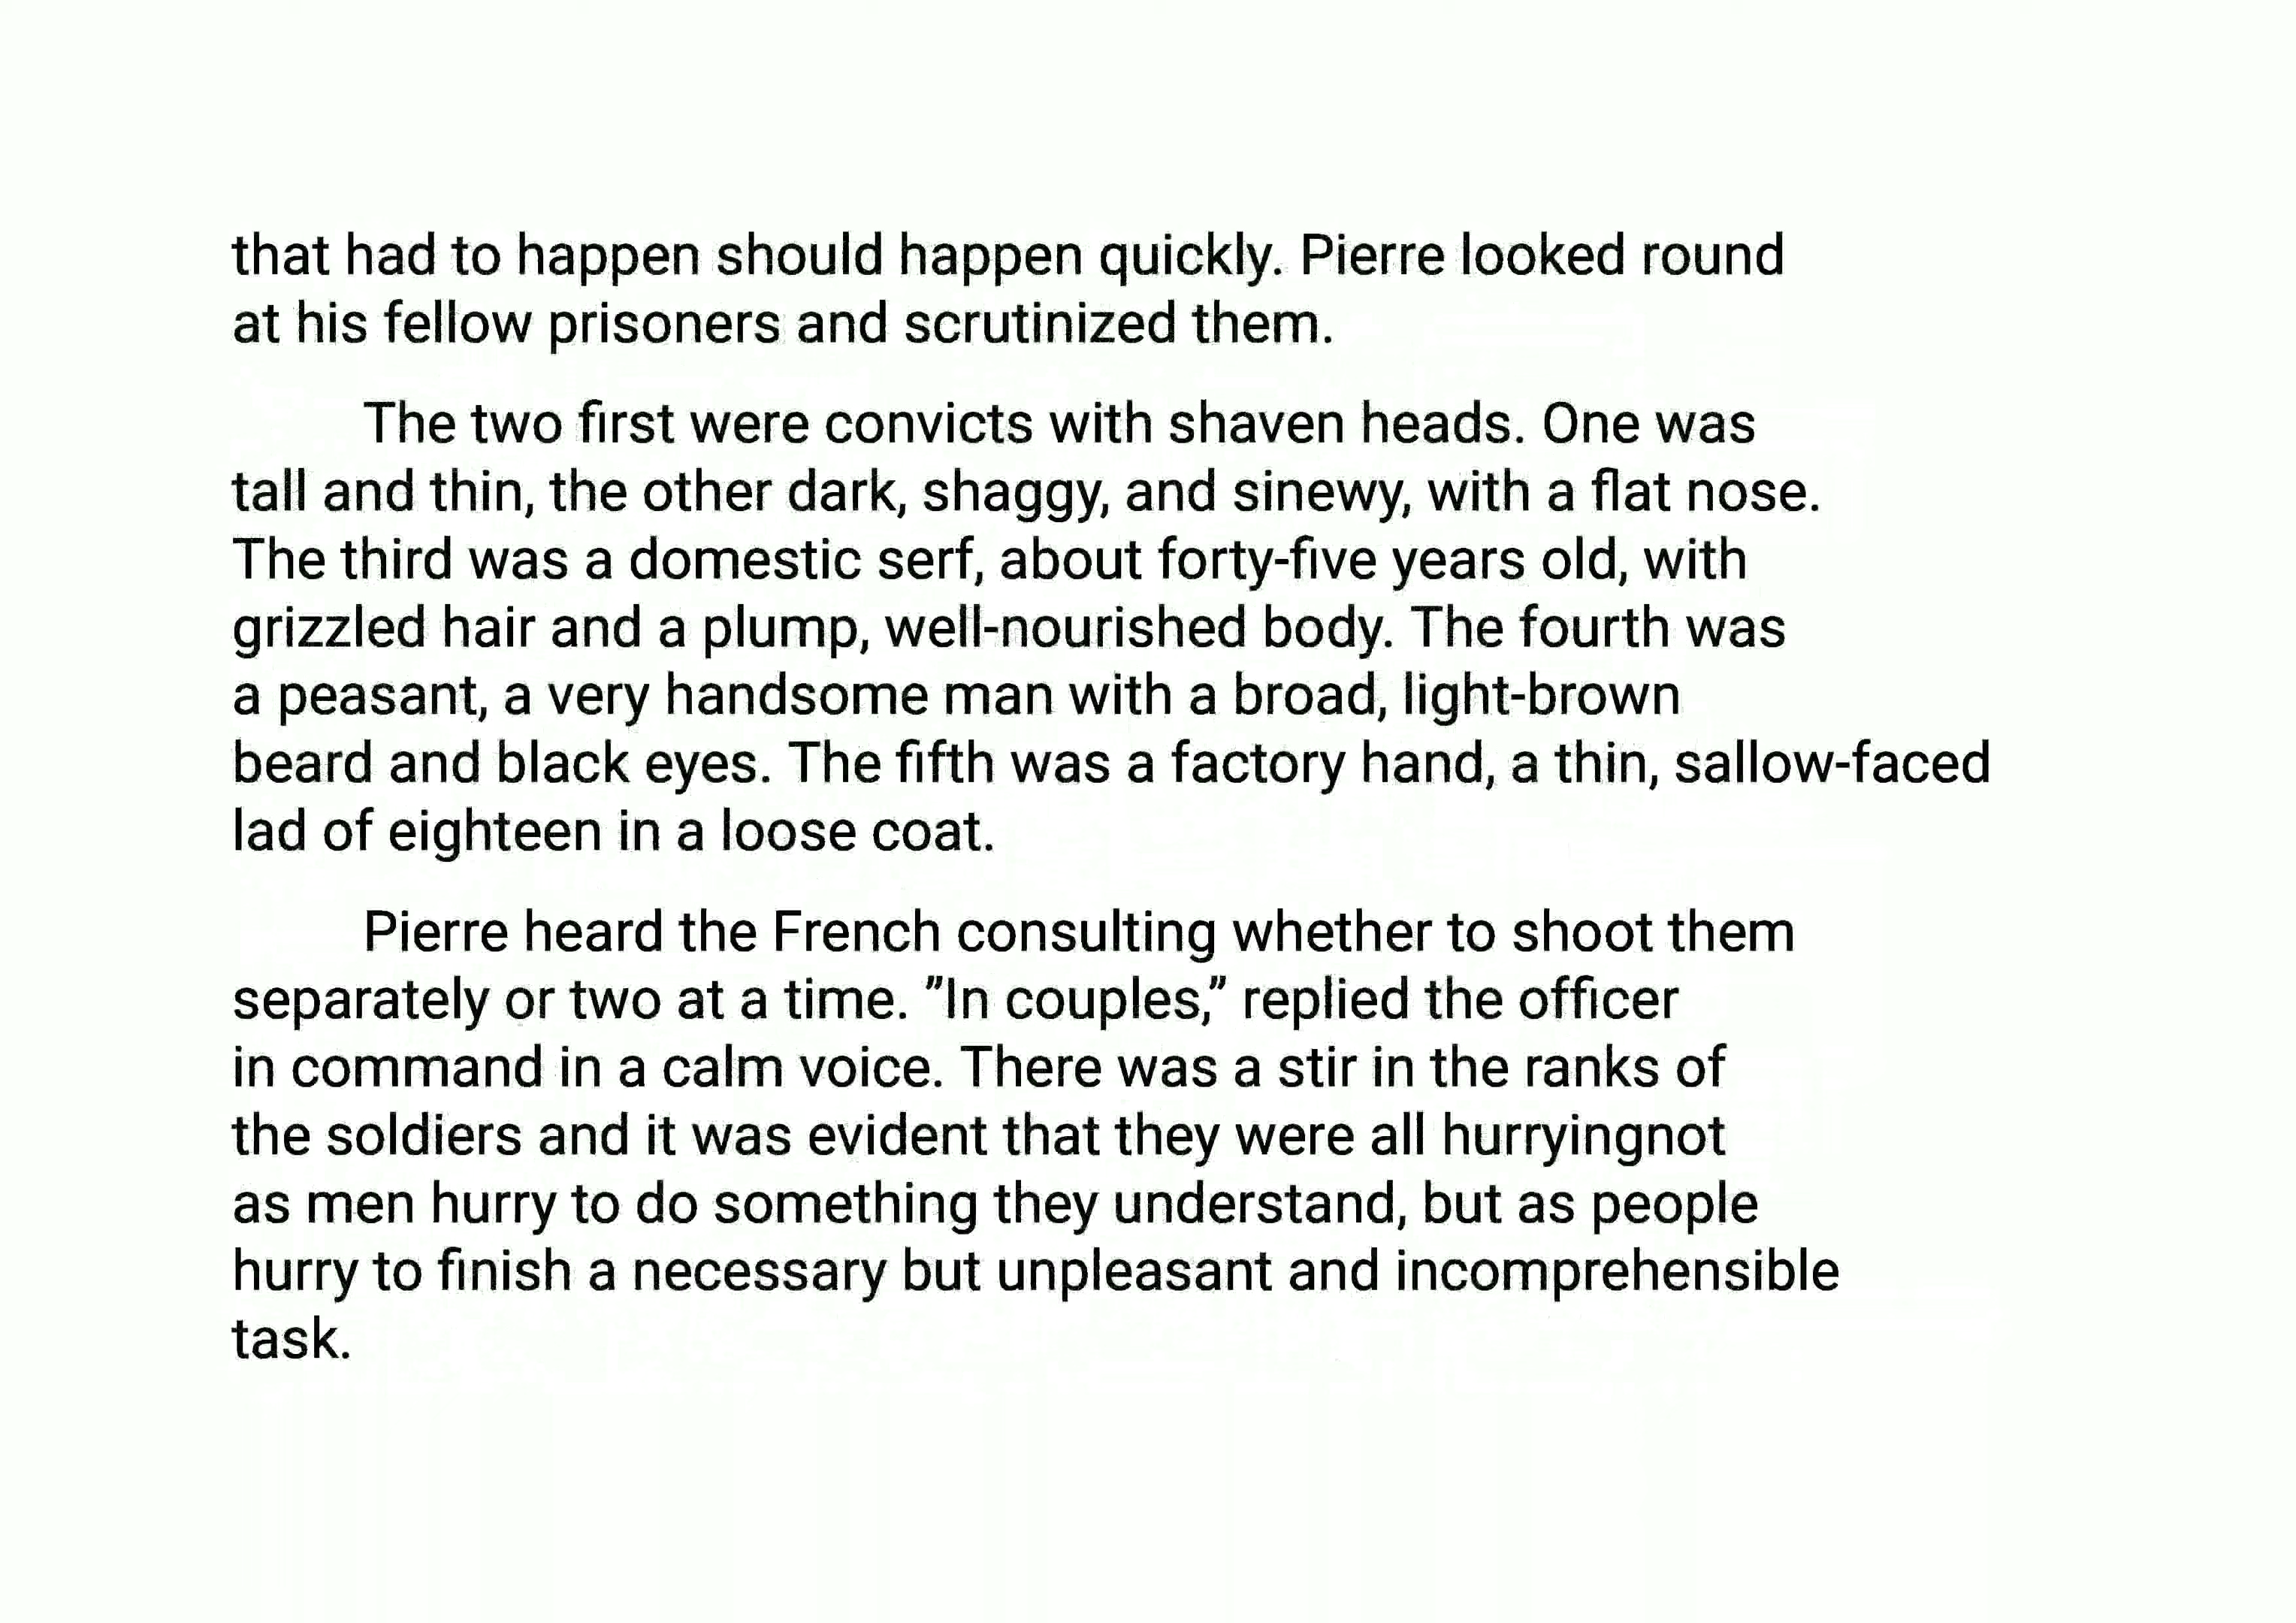 that had to happen should happen quickly. Pierre looked round
at his fellow prisoners and scrutinized them.
The two first were convicts with shaven heads. One was
tall and thin, the other dark, shaggy, and sinewy, with a flat nose.
The third was a domestic serf, about forty-five years old, with
grizzled hair and a plump, well-nourished body. The fourth was
a peasant, a very handsome man with a broad, light-brown
beard and black eyes. The fifth was a factory hand, a thin, sallow-faced
lad of eighteen in a loose coat.
Pierre heard the French consulting whether to shoot them
separately or two at a time. ”In couples,” replied the officer
in command in a calm voice. There was a stir in the ranks of
the soldiers and it was evident that they were all hurryingnot
as men hurry to do something they understand, but as people
hurry to finish a necessary but unpleasant and incomprehensible
task.